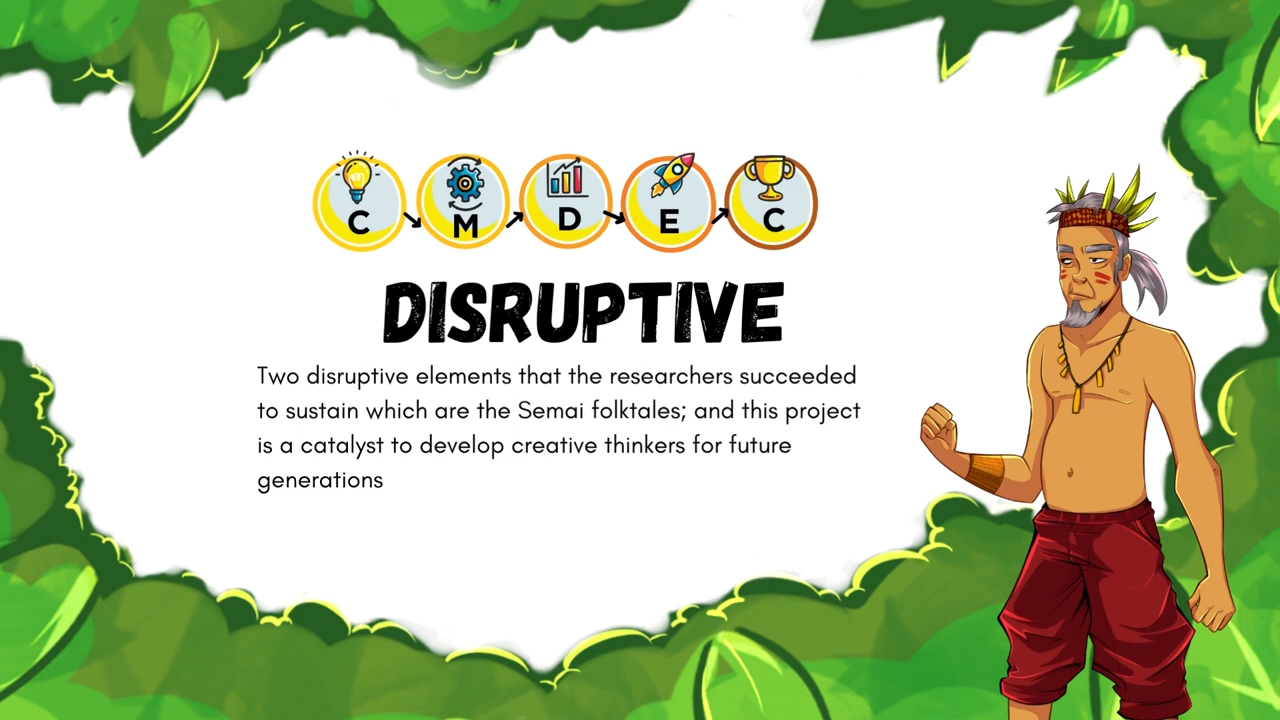 C M D E C
DISRUPTIVE
Two disruptive elements that the researchers succeeded
to sustain which are the Semai folktales; and this project
is a catalyst to develop creative thinkers for future
generations